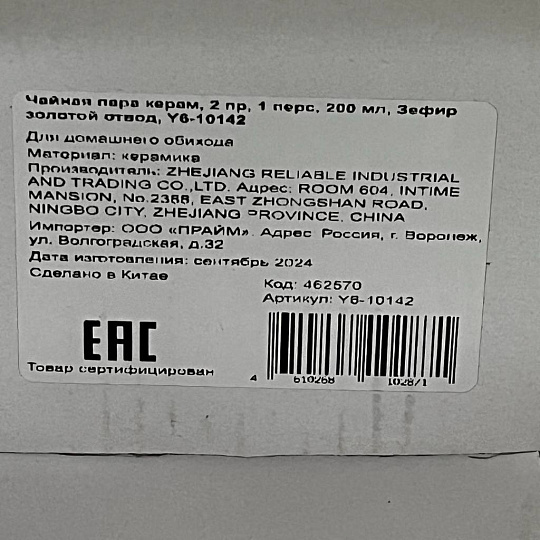 Чайная пара керам, 2 пр, 1 перс, 200 мл, Зефир
золотой отвод, Y6-10142
Для домашнего обихода
Материал: керамика
Производитель: ZHEJIANG RELIABLE INDUSTRIAL
AND TRADING CO.,LTD. Адрес: ROOM 604, INTIME
MANSION, No.2388, EAST ZHONGSHAN ROAD,
NINGBO CITY, ZHEJIANG PROVINCE, CHINA
Импортер: ООО «ПРАЙМ». Адрес Россия, г. Воронеж,
ул. Волгоградская, д.32
Дата изготовления: сентябрь 2024
Сделано в Китае
Код: 462570
Артикул: Y6-10142
EAC
Товар сертифицирован
4 610268 102871